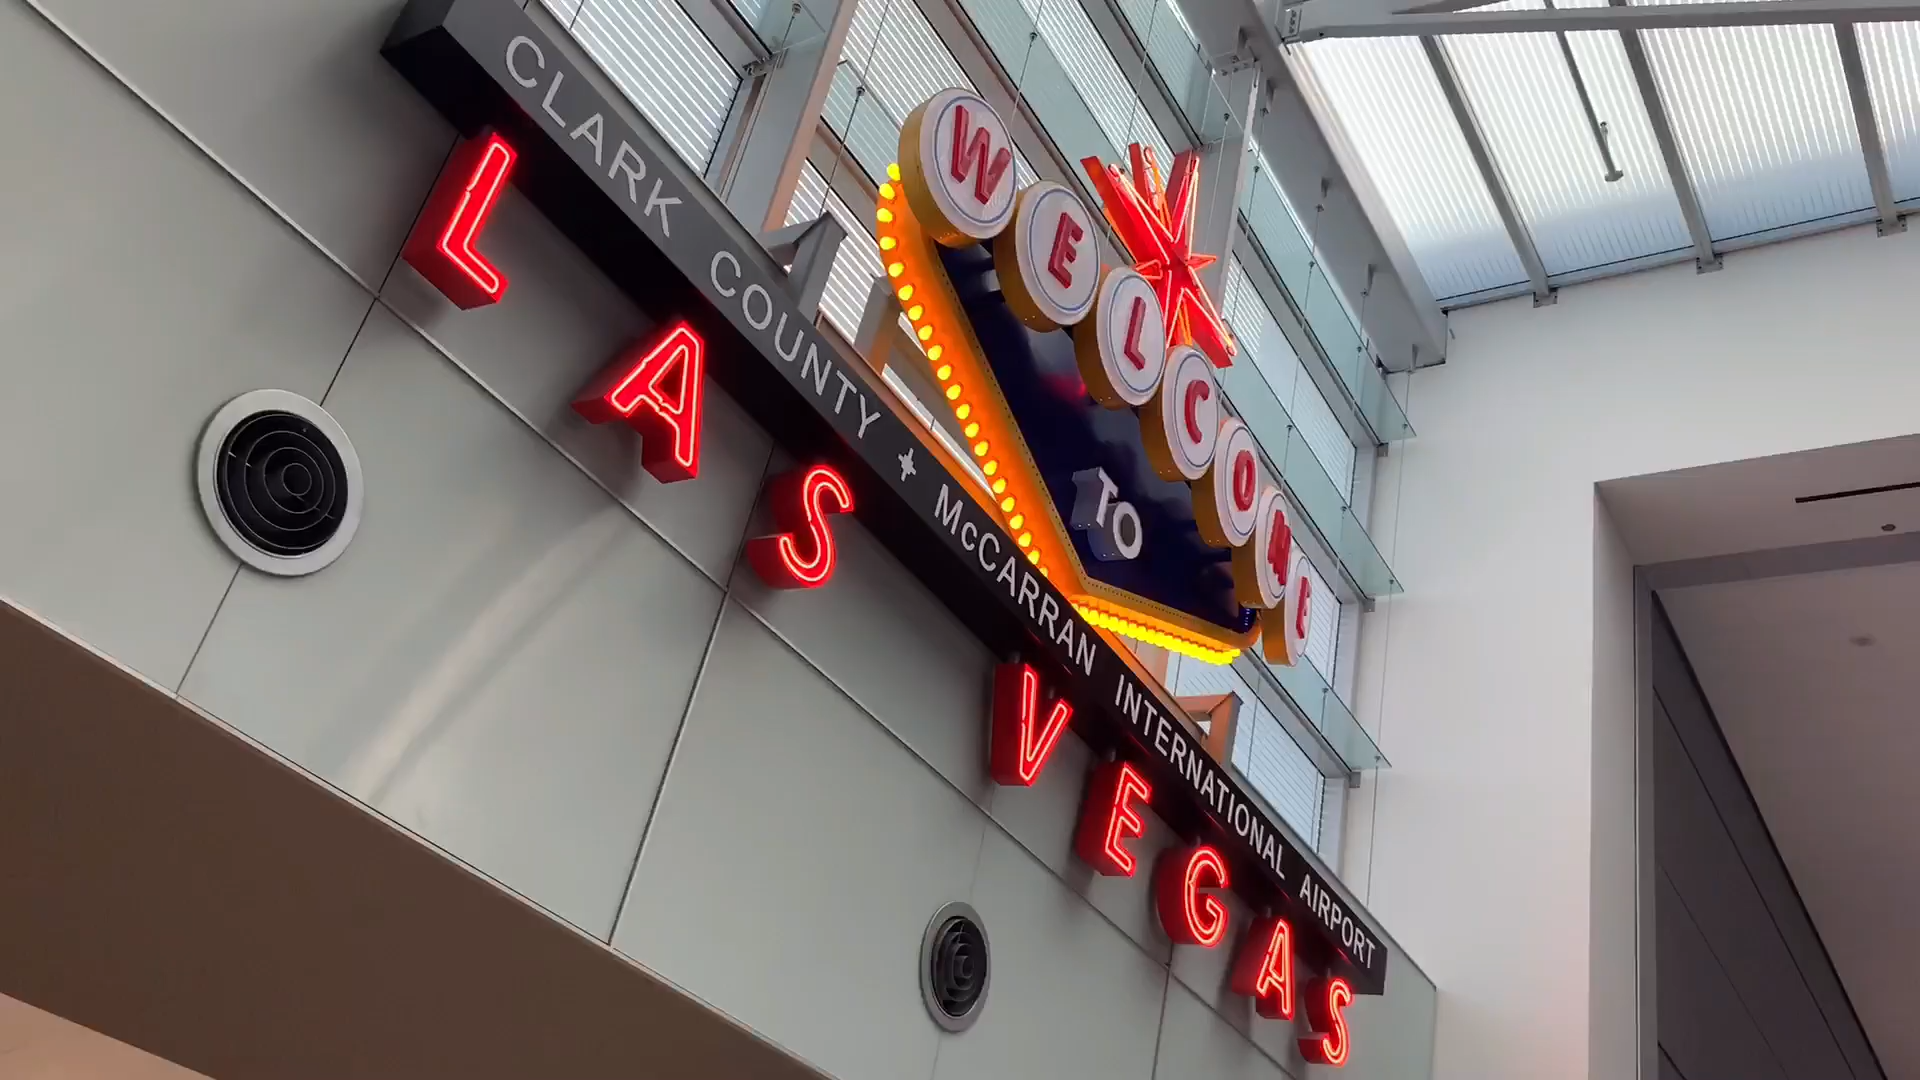 WELCOME
TO
CLARK COUNTY + McCARRAN INTERNATIONAL AIRPORT
LAS VEGAS